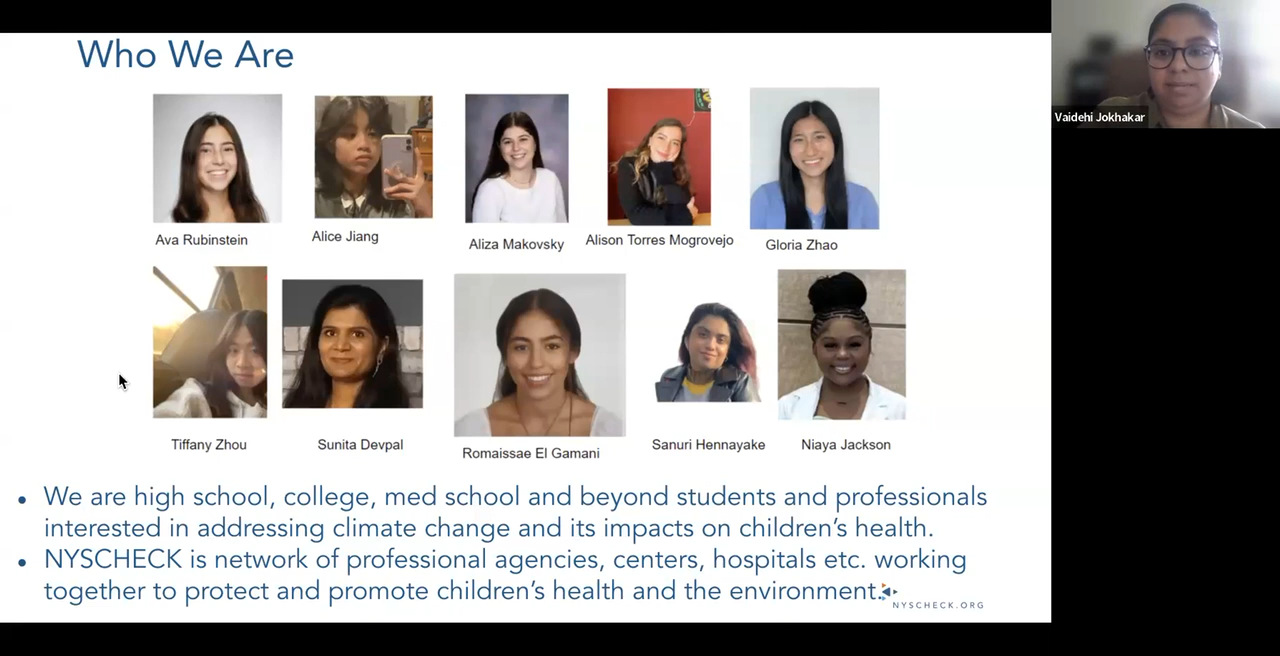 Who We Are
Vaidehi Jokhakar
Ava Rubinstein
Alice Jiang
Aliza Makovsky
Alison Torres Mogrovejo
Gloria Zhao
Tiffany Zhou
Sunita Devpal
Romaissae El Gamani
Sanuri Hennayake
Niaya Jackson
• We are high school, college, med school and beyond students and professionals
interested in addressing climate change and its impacts on children's health.
• NYSCHECK is network of professional agencies, centers, hospitals etc. working
together to protect and promote children's health and the environment.
NYSCHECK.ORG